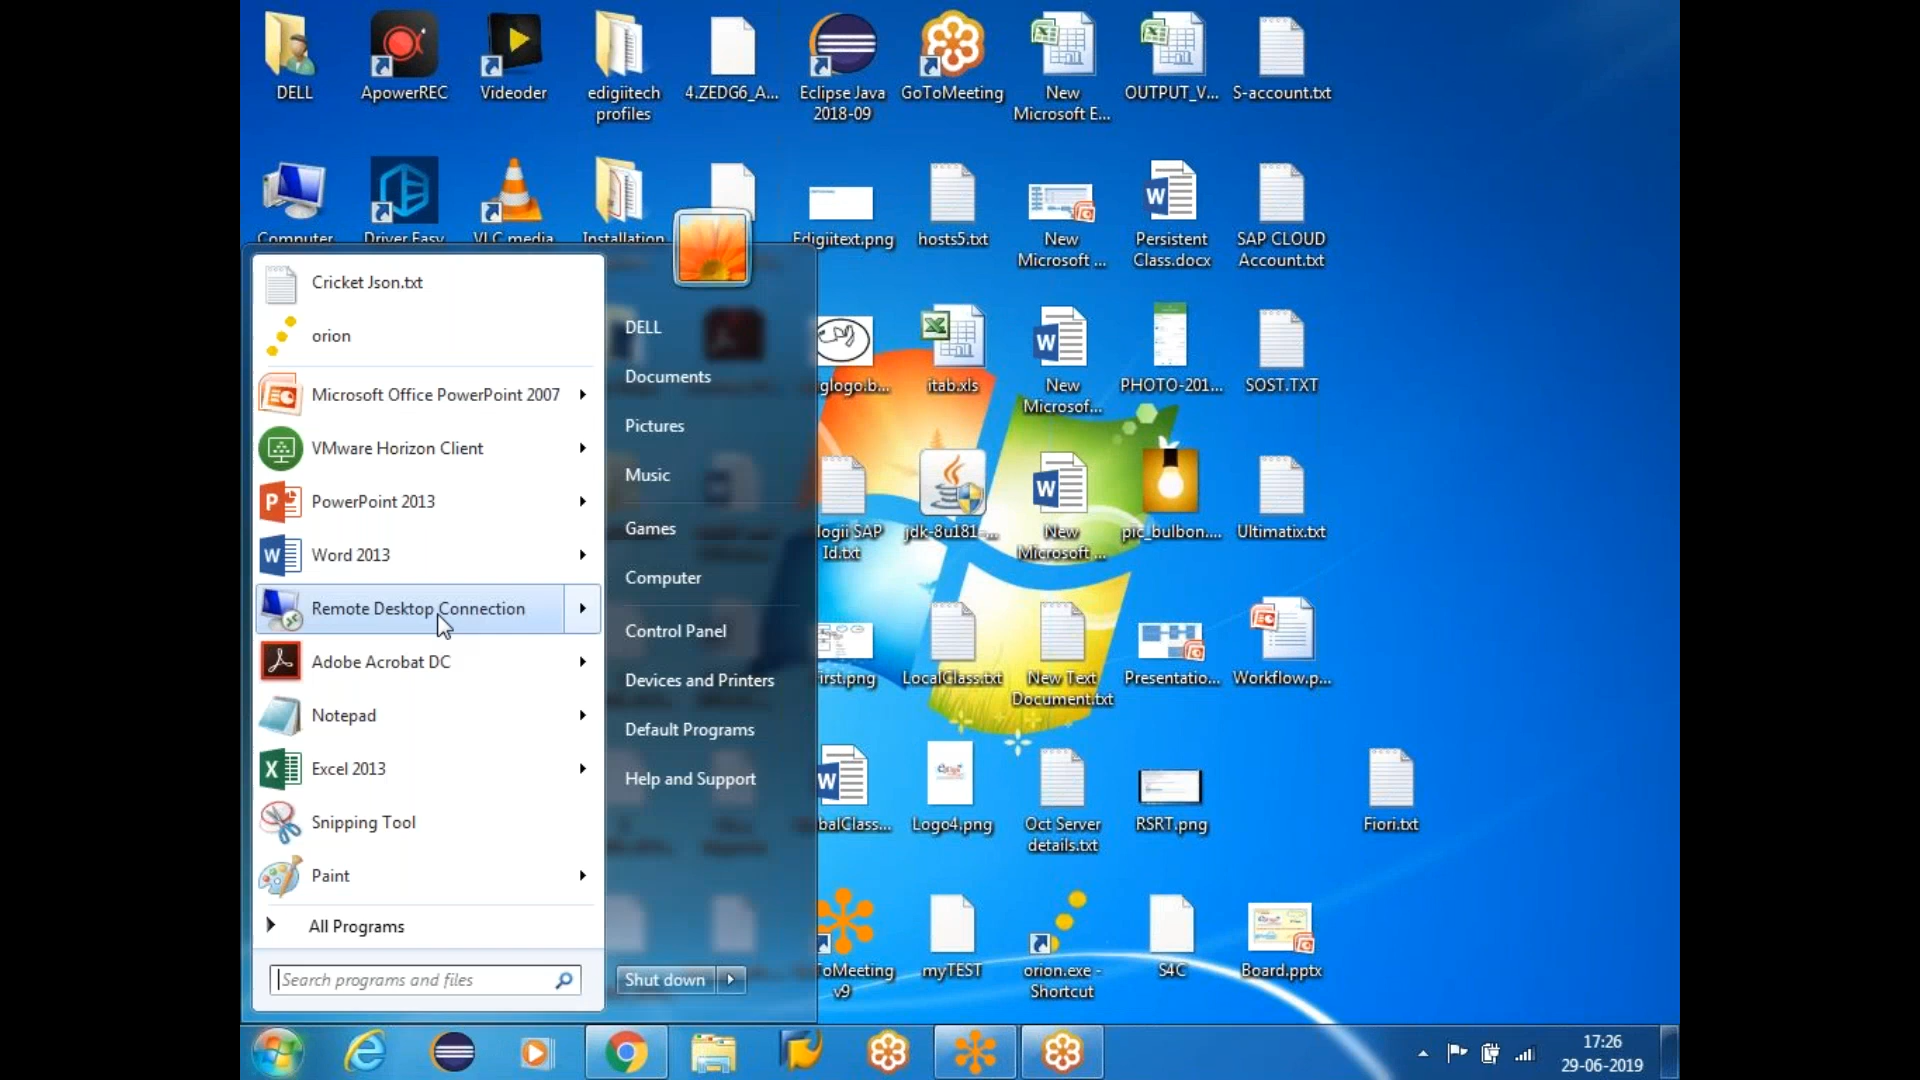 DELL
ApowerREC
Videoder
edigiitech
profiles
4.ZEDG6_A...
Eclipse Java
2018-09
GoToMeeting
New
Microsoft E...
OUTPUT_V...
S-account.txt
Computer
Driver Easy
VLC media
Installation
Edigiitext.png
hosts5.txt
New
Microsoft ...
Persistent
Class.docx
SAP CLOUD
Account.txt
glogo.b...
itab.xls
New
Microsof...
PHOTO-201...
SOST.TXT
logii SAP
Id.txt
jdk-8u181-...
New
Microsoft ...
pic_bulbon....
Ultimatix.txt
irst.png
LocalClass.txt
New Text
Document.txt
Presentatio...
Workflow.p...
balClass...
Logo4.png
Oct Server
details.txt
RSRT.png
Fiori.txt
ToMeeting
v9
myTEST
orion.exe -
Shortcut
S4C
Board.pptx
Cricket Json.txt
orion
Microsoft Office PowerPoint 2007
VMware Horizon Client
PowerPoint 2013
Word 2013
Remote Desktop Connection
Adobe Acrobat DC
Notepad
Excel 2013
Snipping Tool
Paint
All Programs
Search programs and files
DELL
Documents
Pictures
Music
Games
Computer
Control Panel
Devices and Printers
Default Programs
Help and Support
Shut down
17:26
29-06-2019